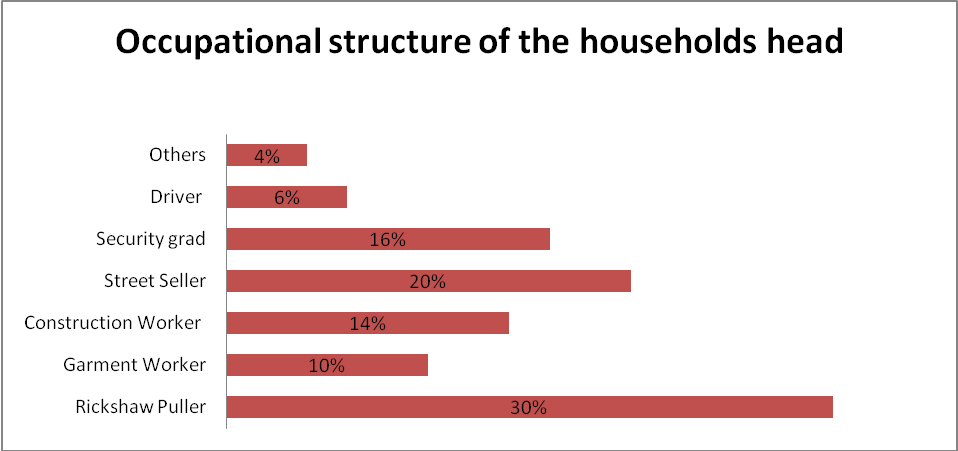 Occupational structure of the households head
Others 4%
Driver 6%
Security grad 16%
Street Seller 20%
Construction Worker 14%
Garment Worker 10%
Rickshaw Puller 30%